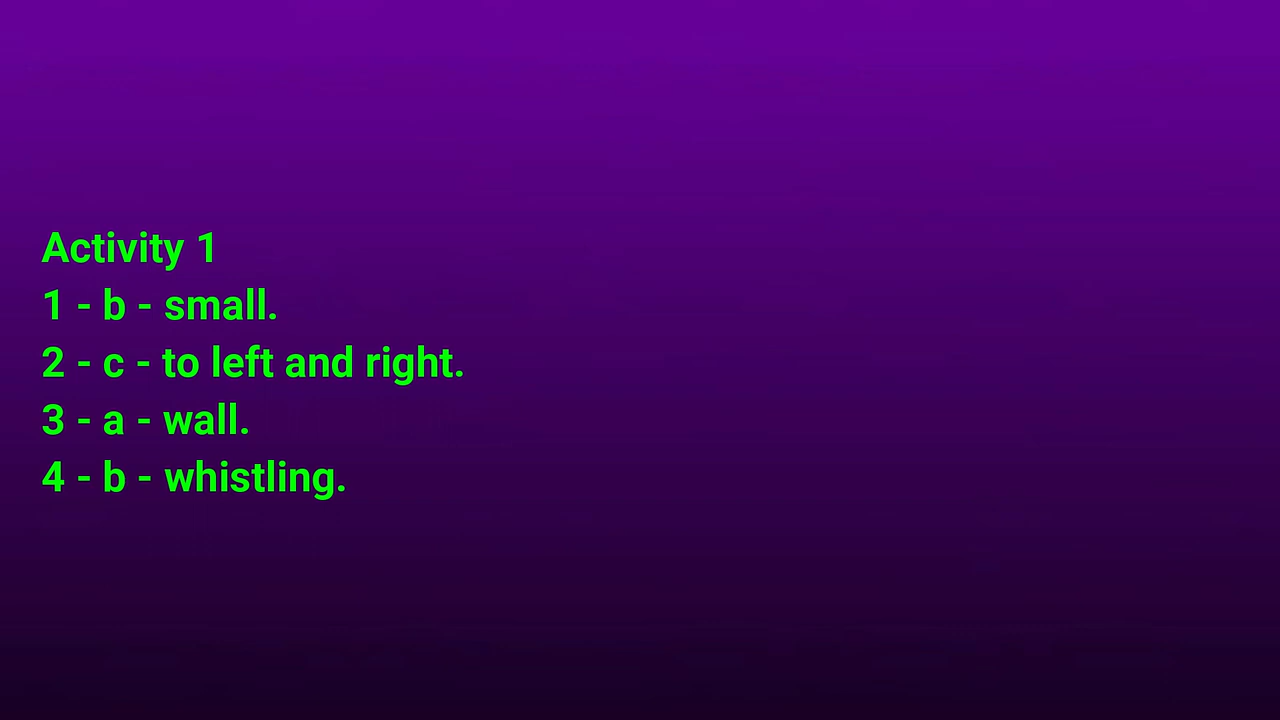 Activity 1
1 - b - small.
2 - c - to left and right.
3 - a - wall.
4 - b - whistling.